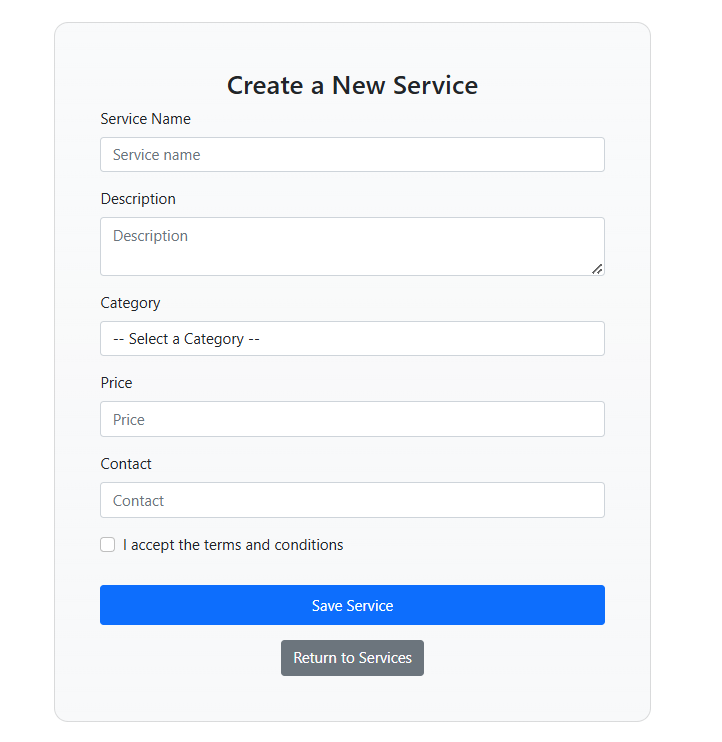 Create a New Service
Service Name
Service name
Description
Description
Category
-- Select a Category --
Price
Price
Contact
Contact
I accept the terms and conditions
Save Service
Return to Services